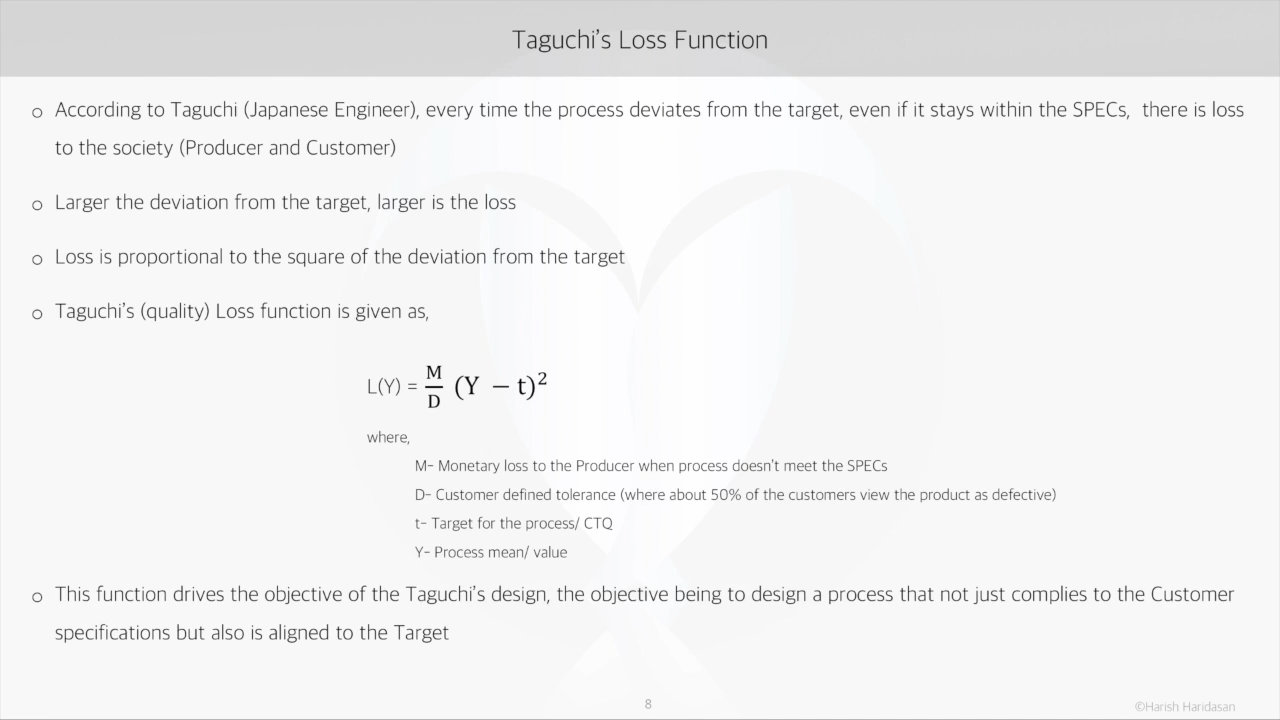 Taguchi’s Loss Function
o According to Taguchi (Japanese Engineer), every time the process deviates from the target, even if it stays within the SPECs, there is loss
to the society (Producer and Customer)
o Larger the deviation from the target, larger is the loss
o Loss is proportional to the square of the deviation from the target
o Taguchi’s (quality) Loss function is given as,
L(Y) = M/D (Y − t)²
where,
M– Monetary loss to the Producer when process doesn’t meet the SPECs
D– Customer defined tolerance (where about 50% of the customers view the product as defective)
t– Target for the process/ CTQ
Y– Process mean/ value
o This function drives the objective of the Taguchi’s design, the objective being to design a process that not just complies to the Customer
specifications but also is aligned to the Target
8
©Harish Haridasan